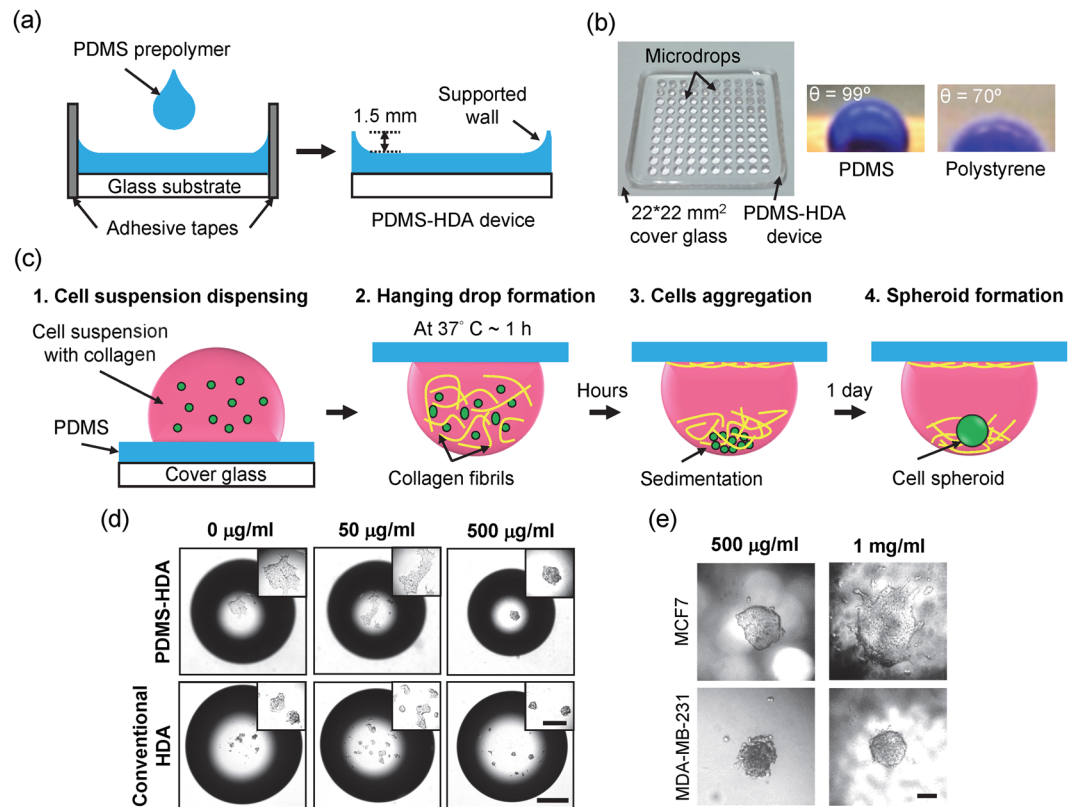 (a)
PDMS prepolymer
Glass substrate
Adhesive tapes
1.5 mm
Supported
wall
PDMS-HDA device
(b)
Microdrops
22*22 mm²
cover glass
PDMS-HDA
device
θ = 99º
PDMS
θ = 70º
Polystyrene
(c)
1. Cell suspension dispensing
Cell suspension
with collagen
PDMS
Cover glass
2. Hanging drop formation
At 37° C ~ 1 h
Collagen fibrils
Hours
3. Cells aggregation
Sedimentation
1 day
4. Spheroid formation
Cell spheroid
(d)
0 μg/ml
50 μg/ml
500 μg/ml
PDMS-HDA
Conventional
HDA
(e)
500 μg/ml
1 mg/ml
MCF7
MDA-MB-231